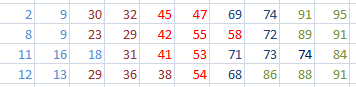 2 9 30 32 45 47 69 74 91 95
8 9 23 29 42 55 58 72 89 91
11 16 18 31 41 53 71 73 74 84
12 13 29 36 38 54 68 86 88 91